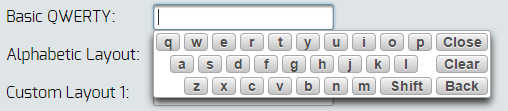 Basic QWERTY:
q w e r t y u i o p Close
Alphabetic Layout:
a s d f g h j k l Clear
z x c v b n m Shift Back
Custom Layout 1: